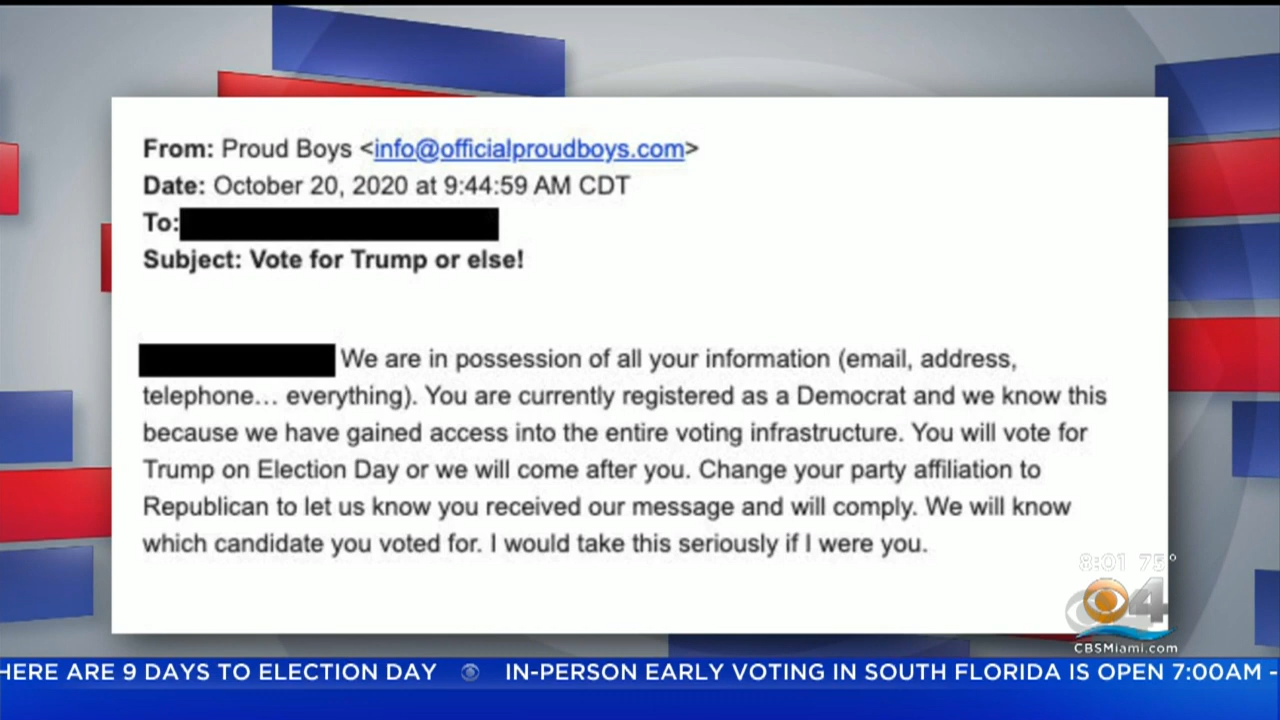 From: Proud Boys <info@officialproudboys.com>
Date: October 20, 2020 at 9:44:59 AM CDT
To:
Subject: Vote for Trump or else!
We are in possession of all your information (email, address,
telephone... everything). You are currently registered as a Democrat and we know this
because we have gained access into the entire voting infrastructure. You will vote for
Trump on Election Day or we will come after you. Change your party affiliation to
Republican to let us know you received our message and will comply. We will know
which candidate you voted for. I would take this seriously if I were you.
8:01 75°
4
CBSMiami.com
HERE ARE 9 DAYS TO ELECTION DAY IN-PERSON EARLY VOTING IN SOUTH FLORIDA IS OPEN 7:00AM -